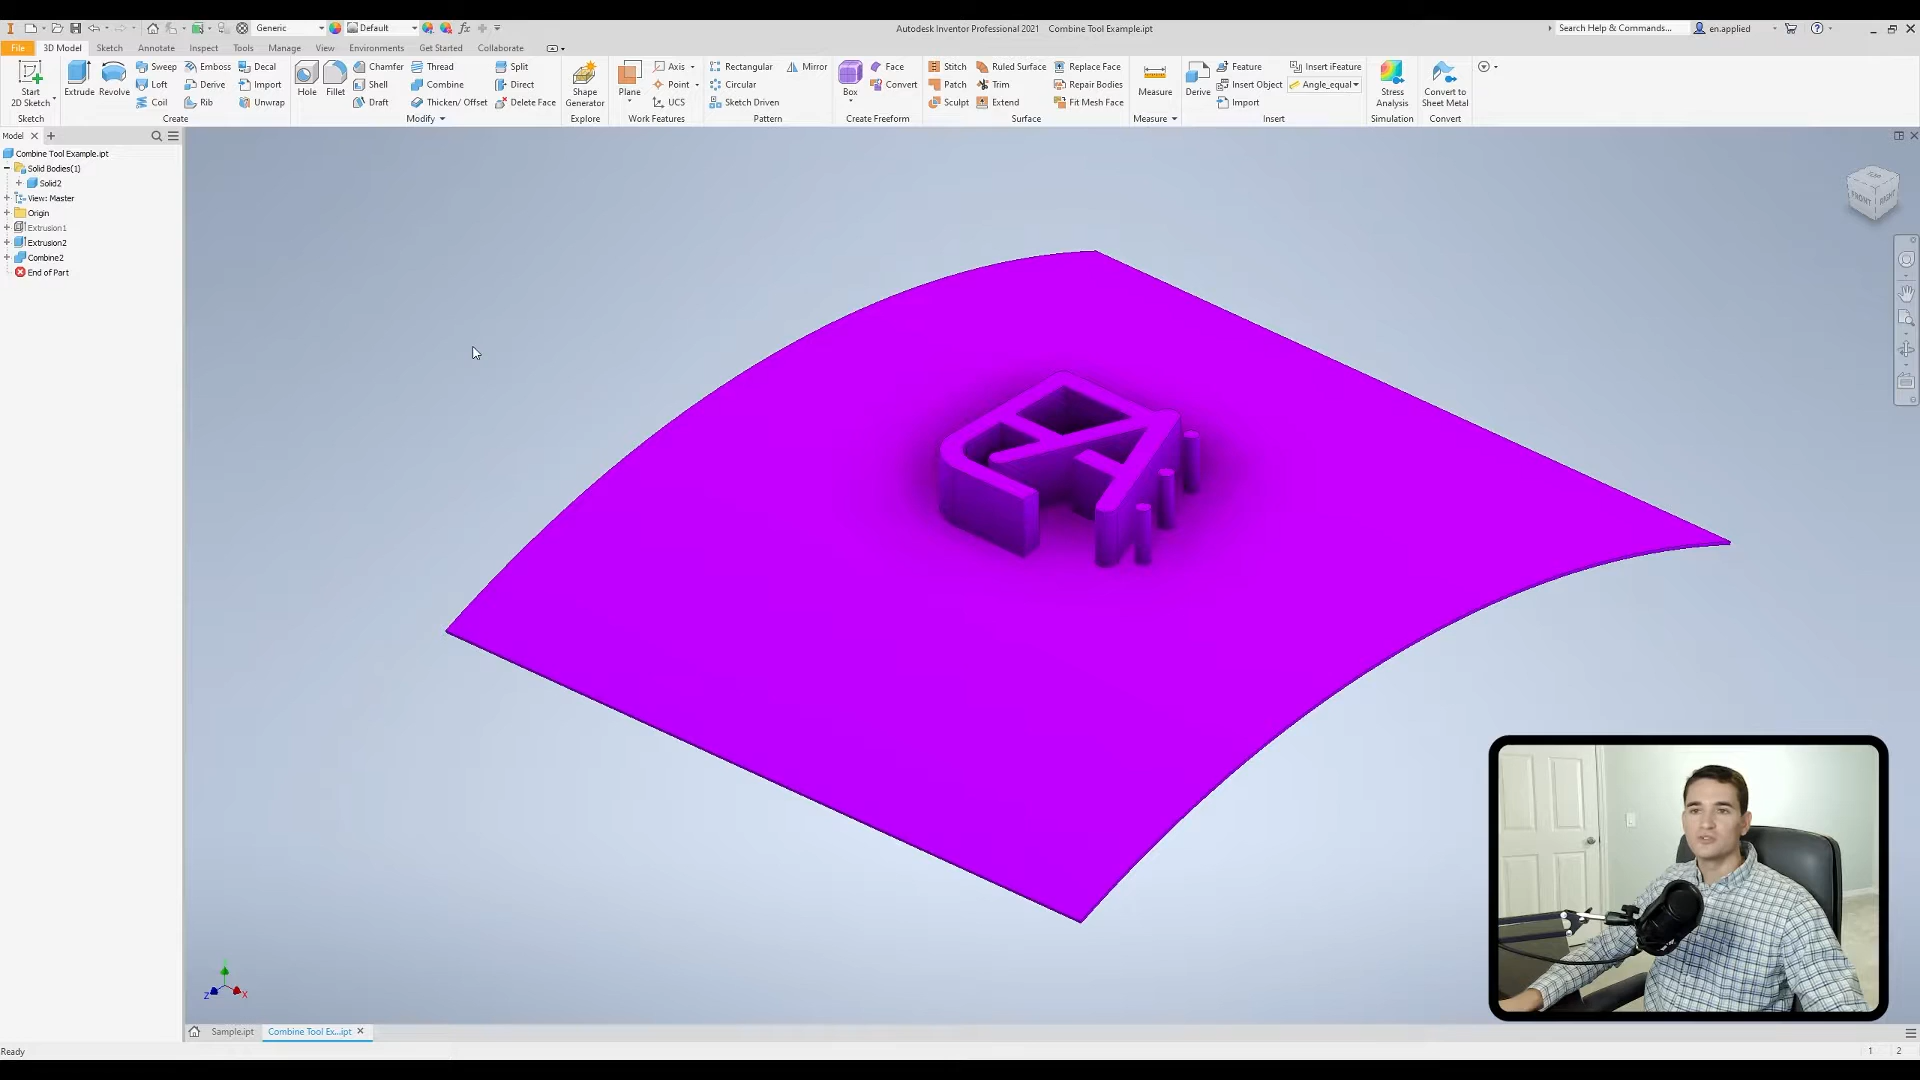 Generic
Default
Autodesk Inventor Professional 2021 Combine Tool Example.ipt
Search Help & Commands...
en.applied
File 3D Model Sketch Annotate Inspect Tools Manage View Environments Get Started Collaborate
Start
2D Sketch
Extrude
Revolve
Sweep Emboss Decal
Loft Derive Import
Coil Rib Unwrap
Hole
Fillet
Chamfer Thread Split
Shell Combine Direct
Draft Thicken/ Offset Delete Face
Shape
Generator
Plane
Axis
Point
UCS
Rectangular Mirror
Circular
Sketch Driven
Box
Face
Convert
Stitch Ruled Surface Replace Face
Patch Trim Repair Bodies
Sculpt Extend Fit Mesh Face
Measure
Derive
Feature Insert iFeature
Insert Object Angle_equal
Import
Stress
Analysis
Convert to
Sheet Metal
Sketch Create Modify Explore Work Features Pattern Create Freeform Surface Measure Insert Simulation Convert
Model
Combine Tool Example.ipt
Solid Bodies(1)
Solid2
View: Master
Origin
Extrusion1
Extrusion2
Combine2
End of Part
FRONT RIGHT
Z X
Sample.ipt Combine Tool Ex...ipt
Ready
1 2